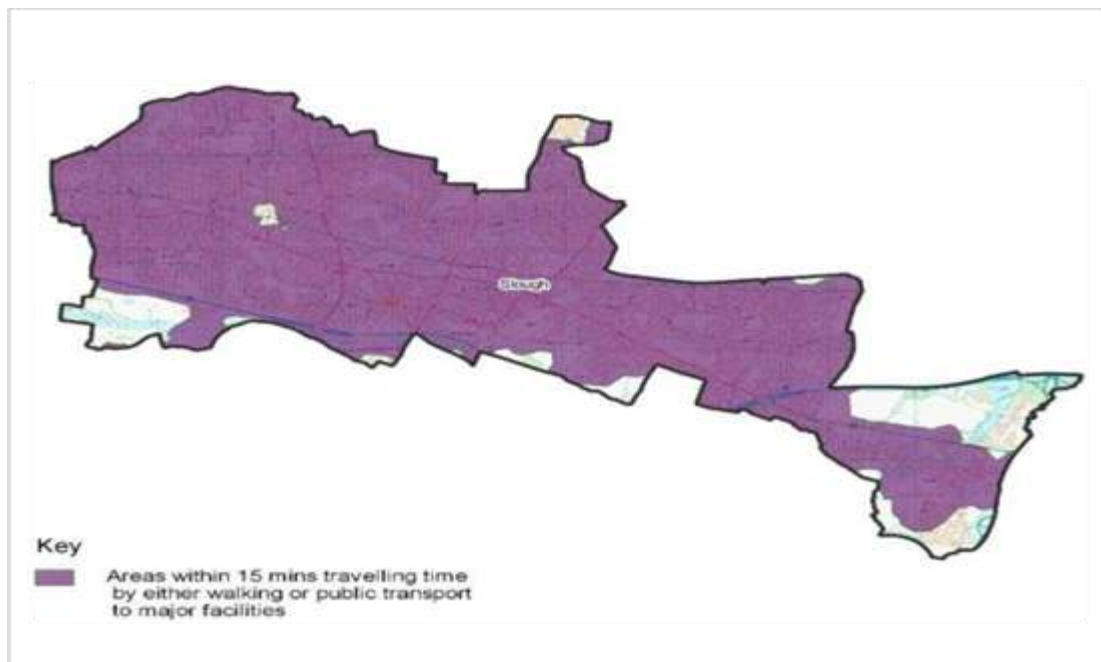 Slough
Key
Areas within 15 mins travelling time
by either walking or public transport
to major facilities